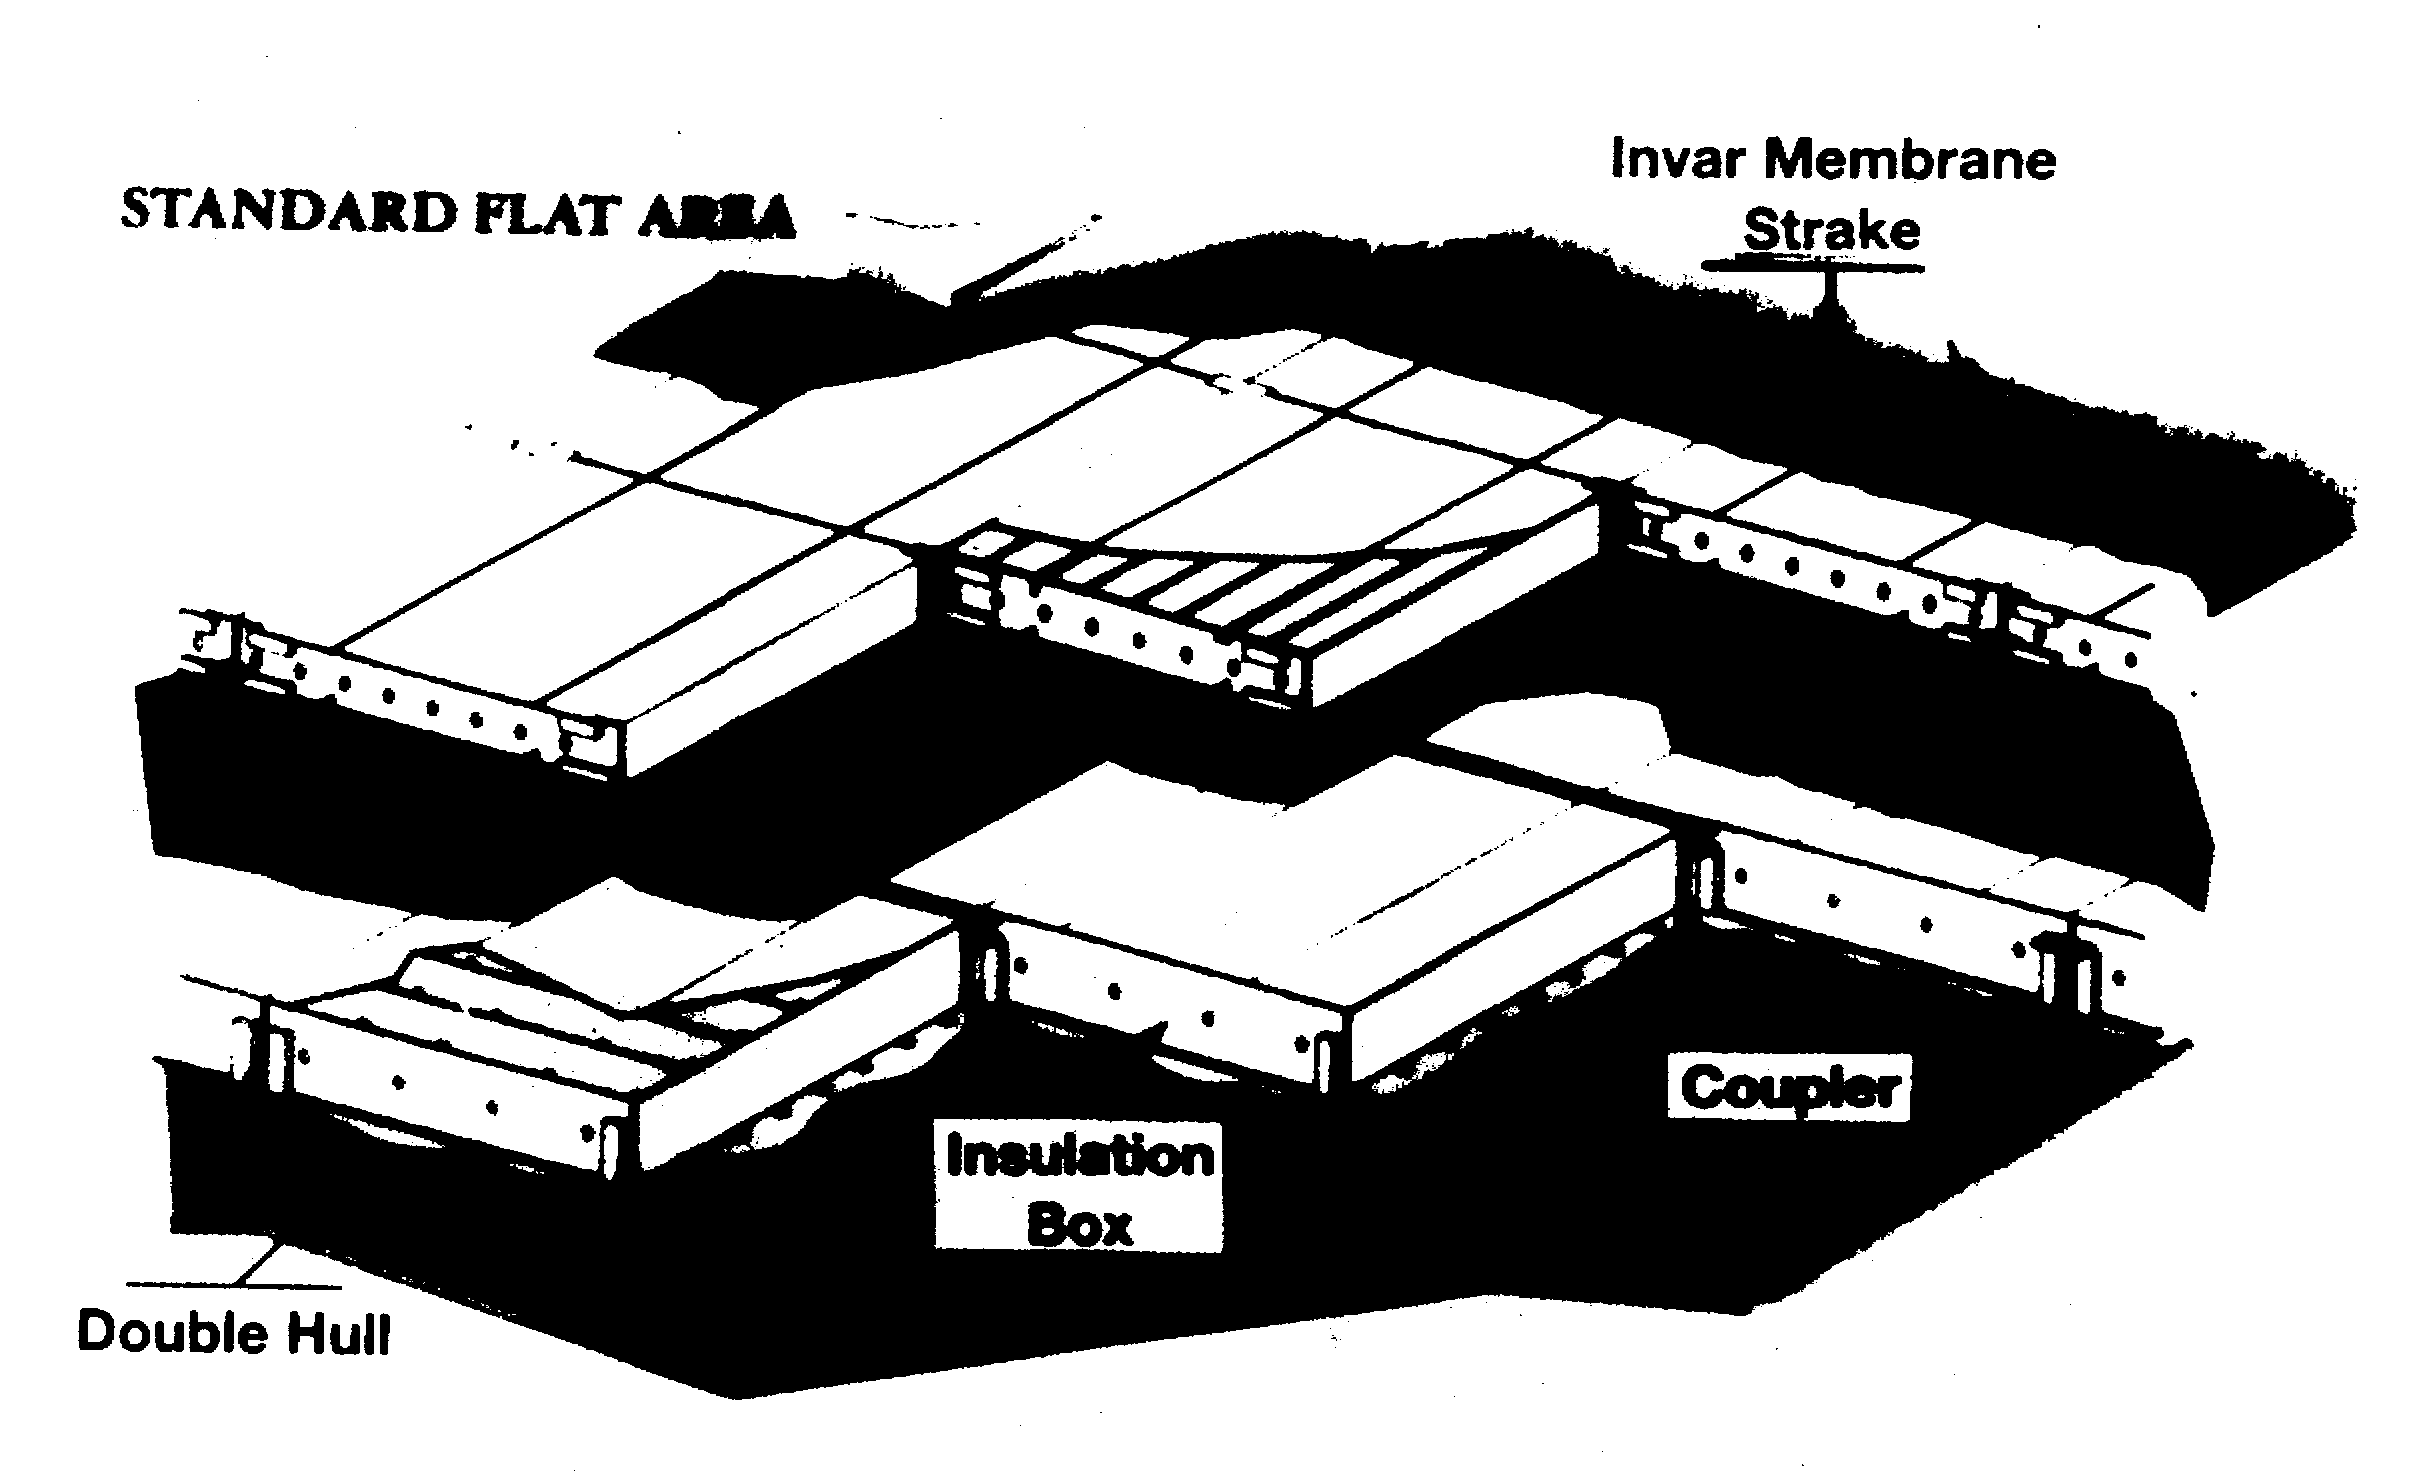 STANDARD FLAT AREA
Invar Membrane
Strake
Coupler
Insulation
Box
Double Hull